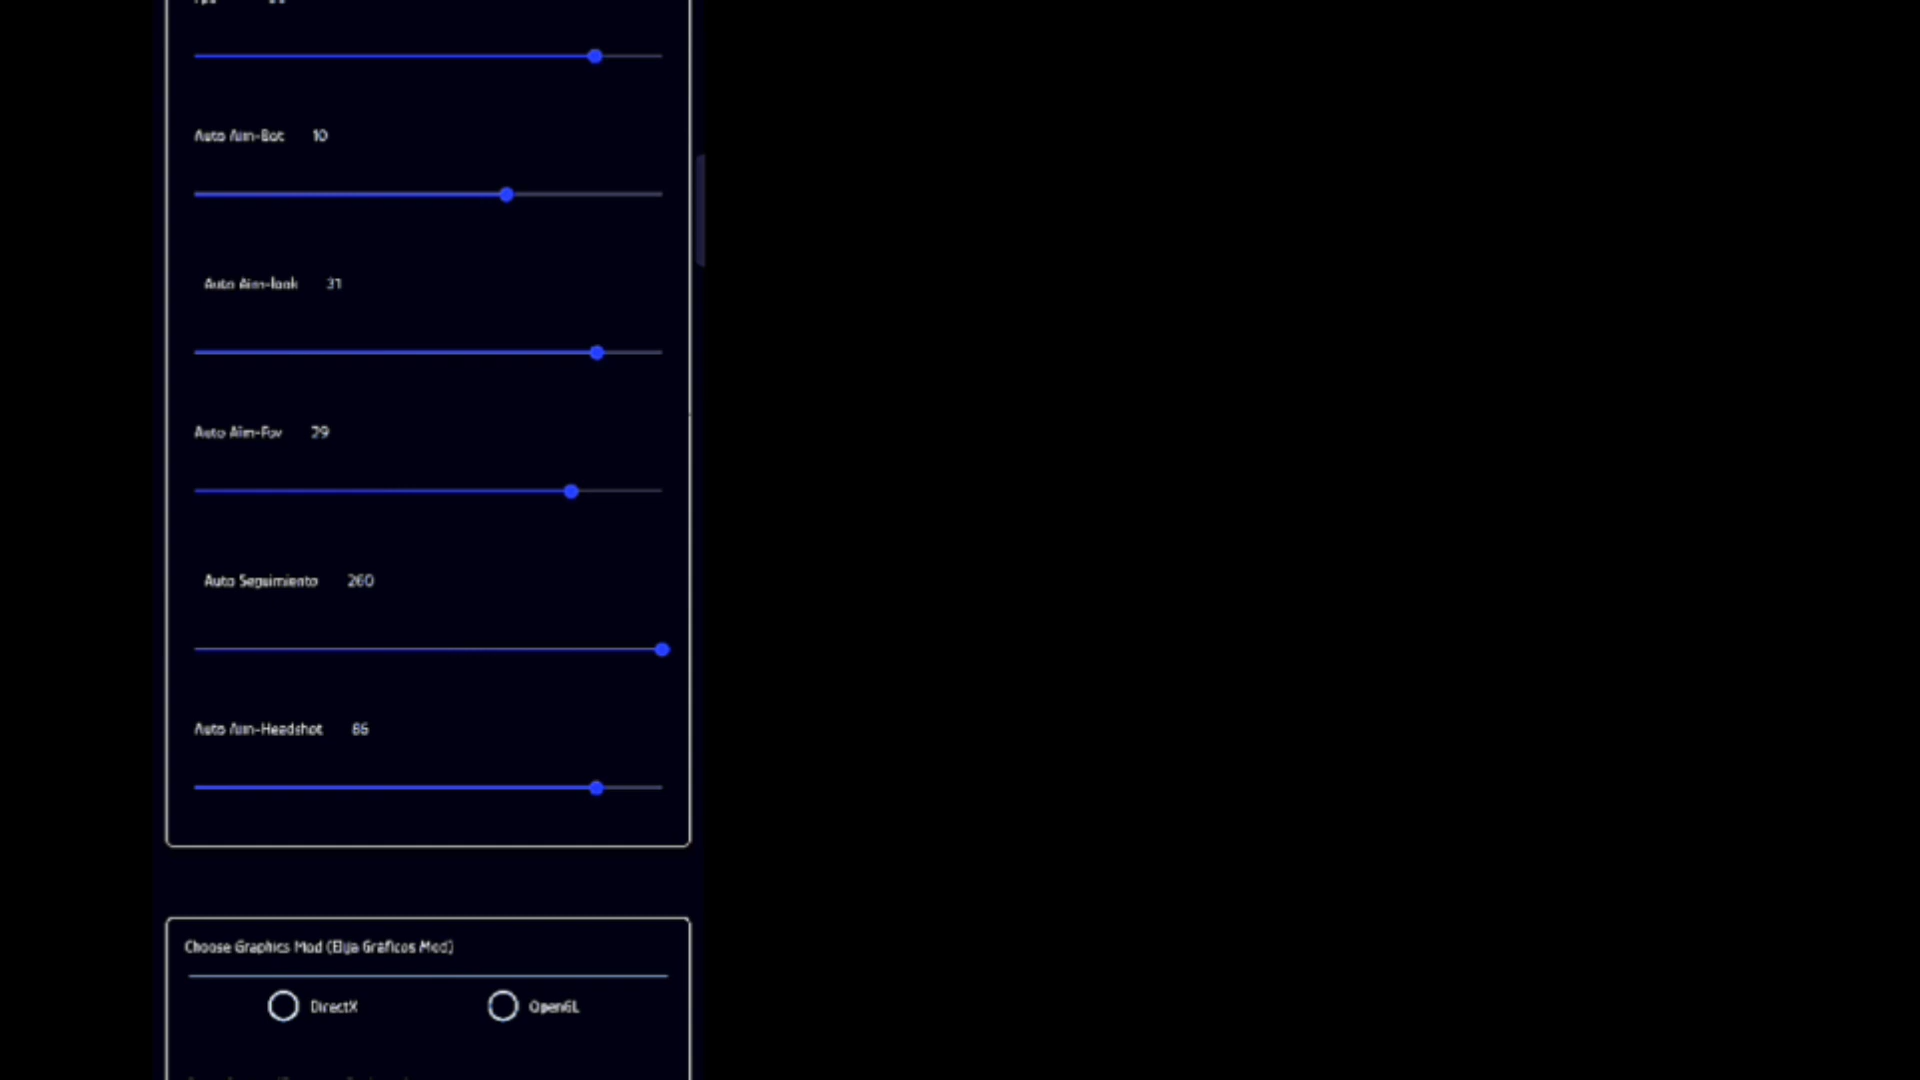 Auto Aim-Bot 10
Auto Aim-look 31
Auto Aim-Fov 29
Auto Seguimiento 260
Auto Aim-Headshot 86
Choose Graphics Mod (Elija Gráficos Mod)
DirectX OpenGL